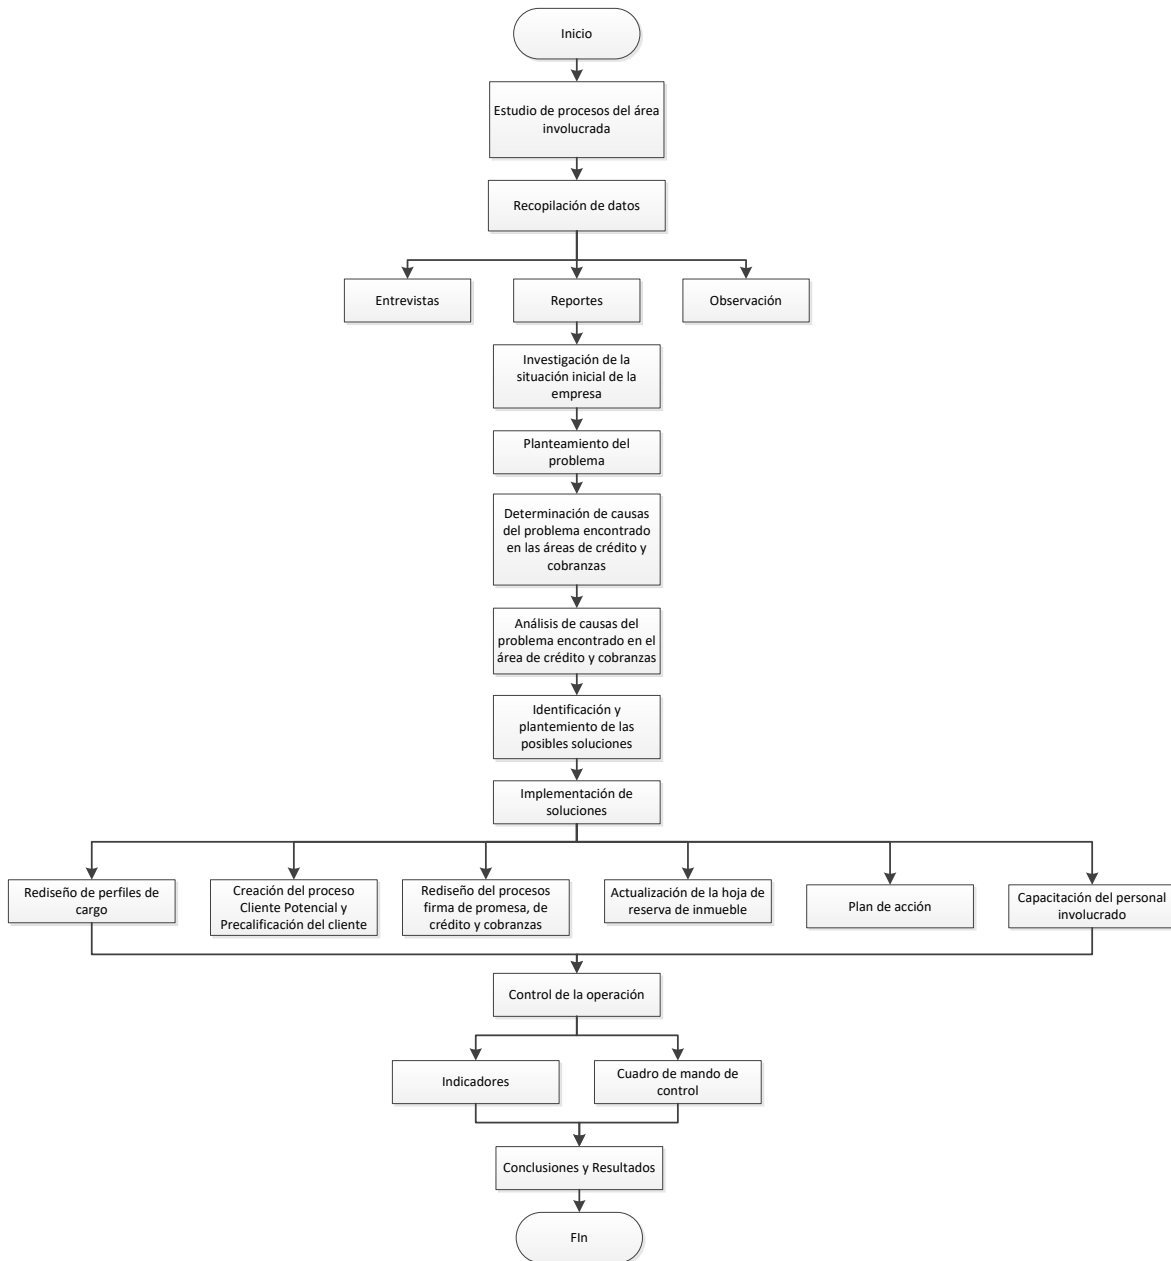 Inicio
Estudio de procesos del área
involucrada
Recopilación de datos
Entrevistas
Reportes
Observación
Investigación de la
situación inicial de la
empresa
Planteamiento del
problema
Determinación de causas
del problema encontrado
en las áreas de crédito y
cobranzas
Análisis de causas del
problema encontrado en el
área de crédito y cobranzas
Identificación y
plantemiento de las
posibles soluciones
Implementación de
soluciones
Rediseño de perfiles de
cargo
Creación del proceso
Cliente Potencial y
Precalificación del cliente
Rediseño del procesos
firma de promesa, de
crédito y cobranzas
Actualización de la hoja de
reserva de inmueble
Plan de acción
Capacitación del personal
involucrado
Control de la operación
Indicadores
Cuadro de mando de
control
Conclusiones y Resultados
FIn